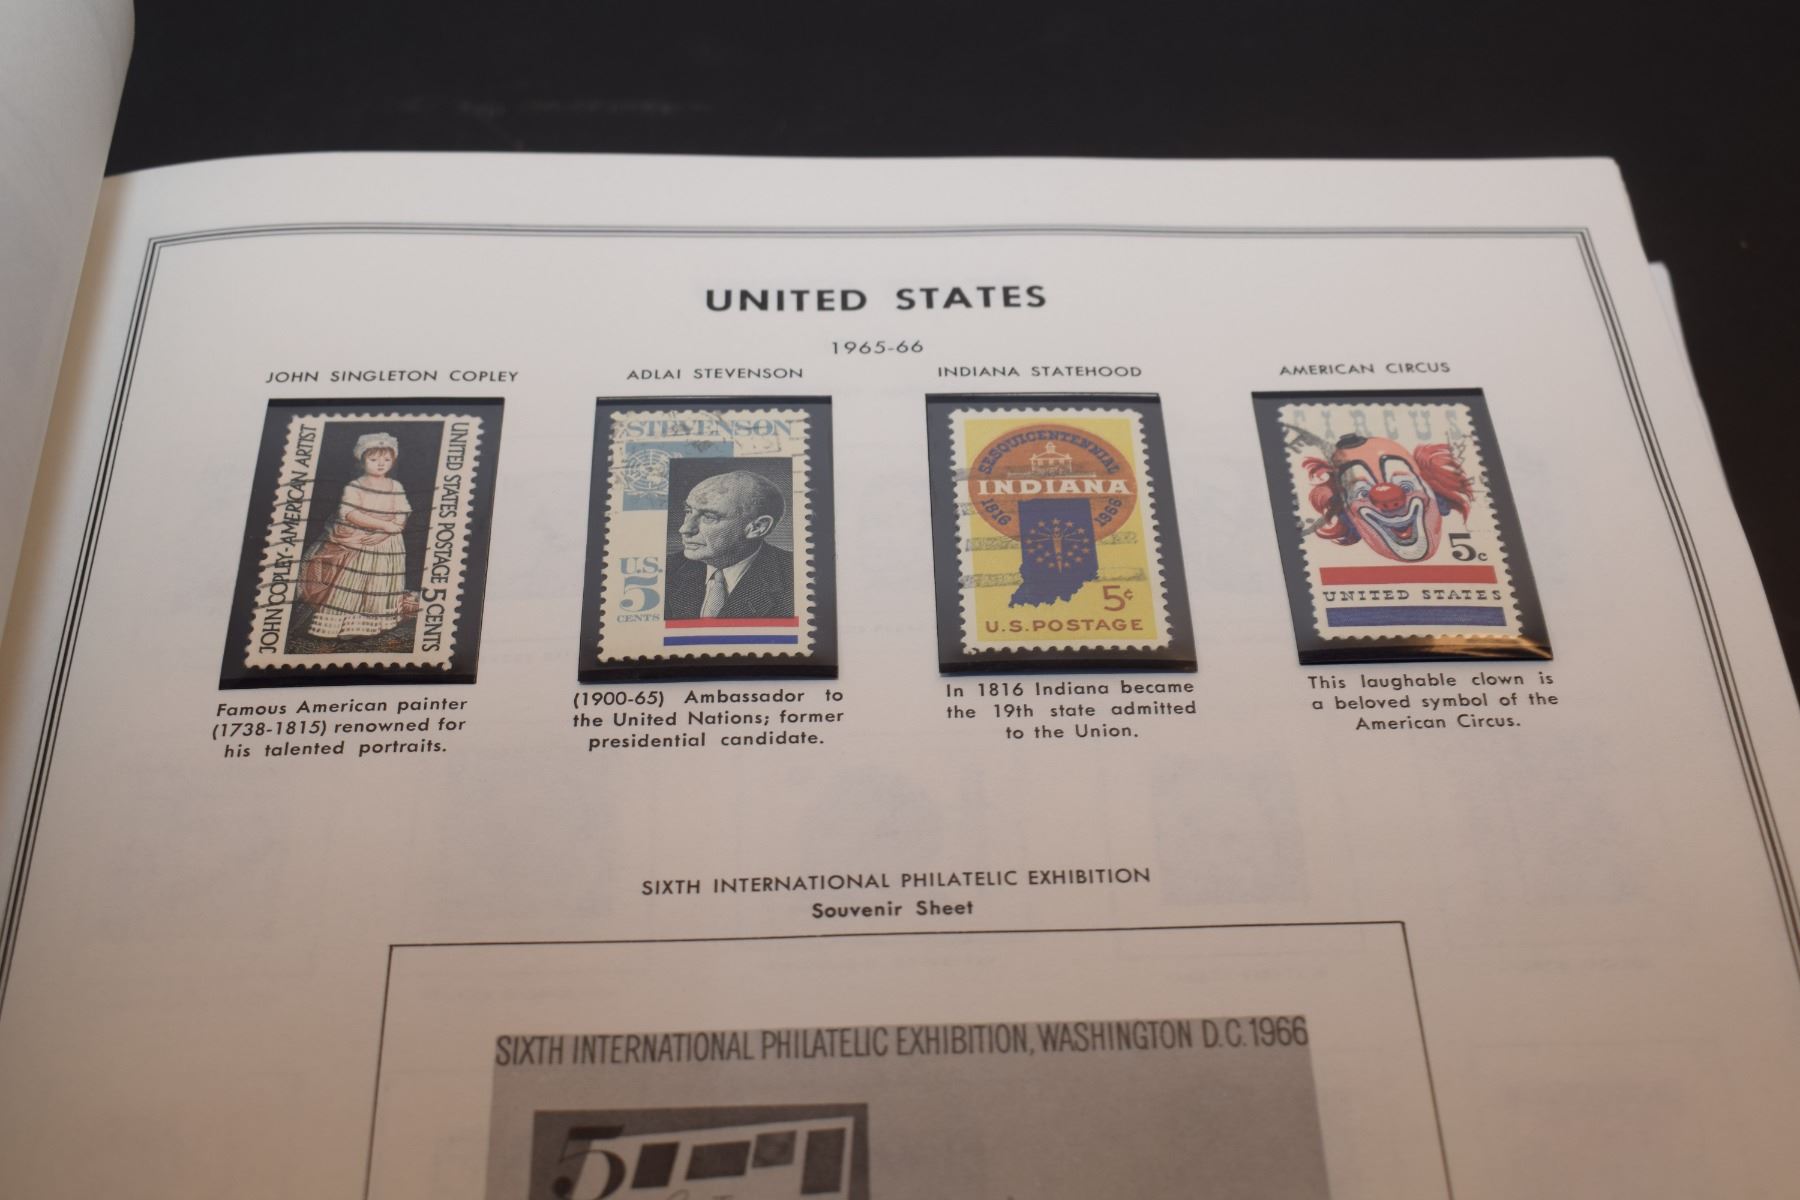 UNITED STATES
1965-66
JOHN SINGLETON COPLEY
JOHN COPLEY-AMERICAN ARTIST
UNITED STATES POSTAGE 5 CENTS
Famous American painter
(1738-1815) renowned for
his talented portraits.
ADLAI STEVENSON
STEVENSON
U.S.
5
CENTS
(1900-65) Ambassador to
the United Nations; former
presidential candidate.
INDIANA STATEHOOD
SESQUICENTENNIAL
INDIANA
1816 1966
5¢
U.S. POSTAGE
In 1816 Indiana became
the 19th state admitted
to the Union.
AMERICAN CIRCUS
CIRCUS
5c
UNITED STATES
This laughable clown is
a beloved symbol of the
American Circus.
SIXTH INTERNATIONAL PHILATELIC EXHIBITION
Souvenir Sheet
SIXTH INTERNATIONAL PHILATELIC EXHIBITION, WASHINGTON D.C. 1966
5